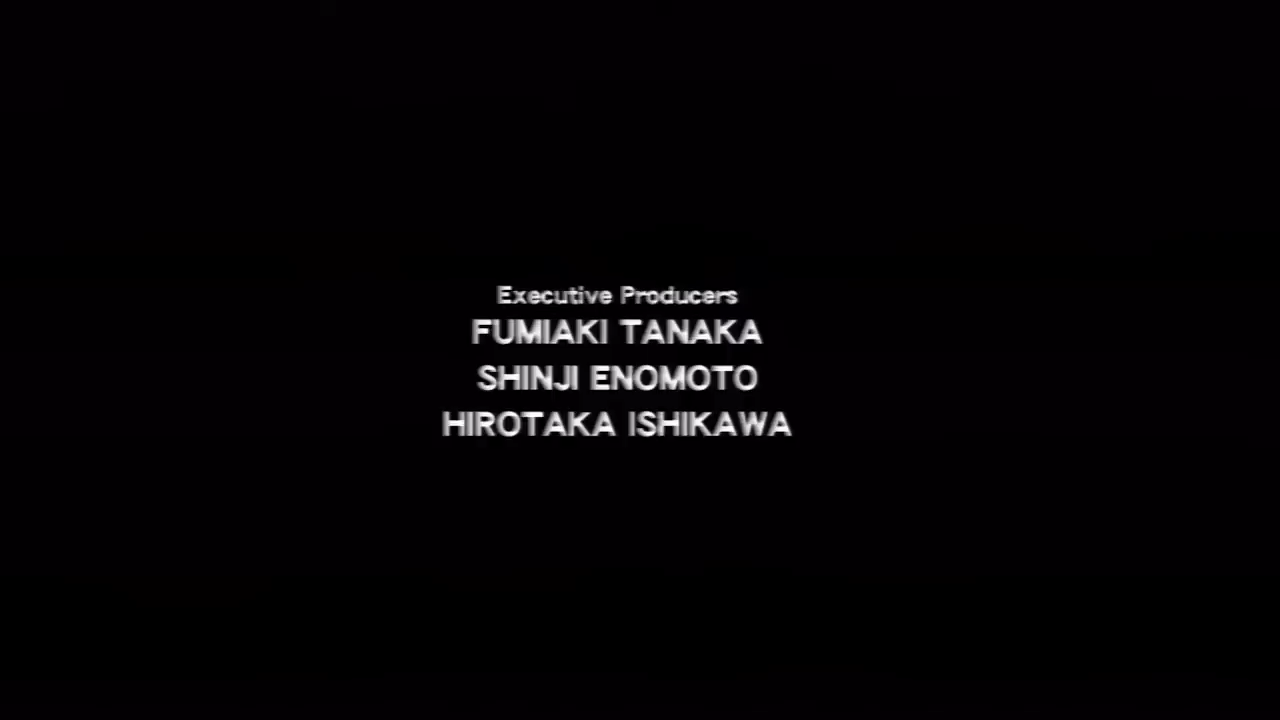 Executive Producers
FUMIAKI TANAKA
SHINJI ENOMOTO
HIROTAKA ISHIKAWA